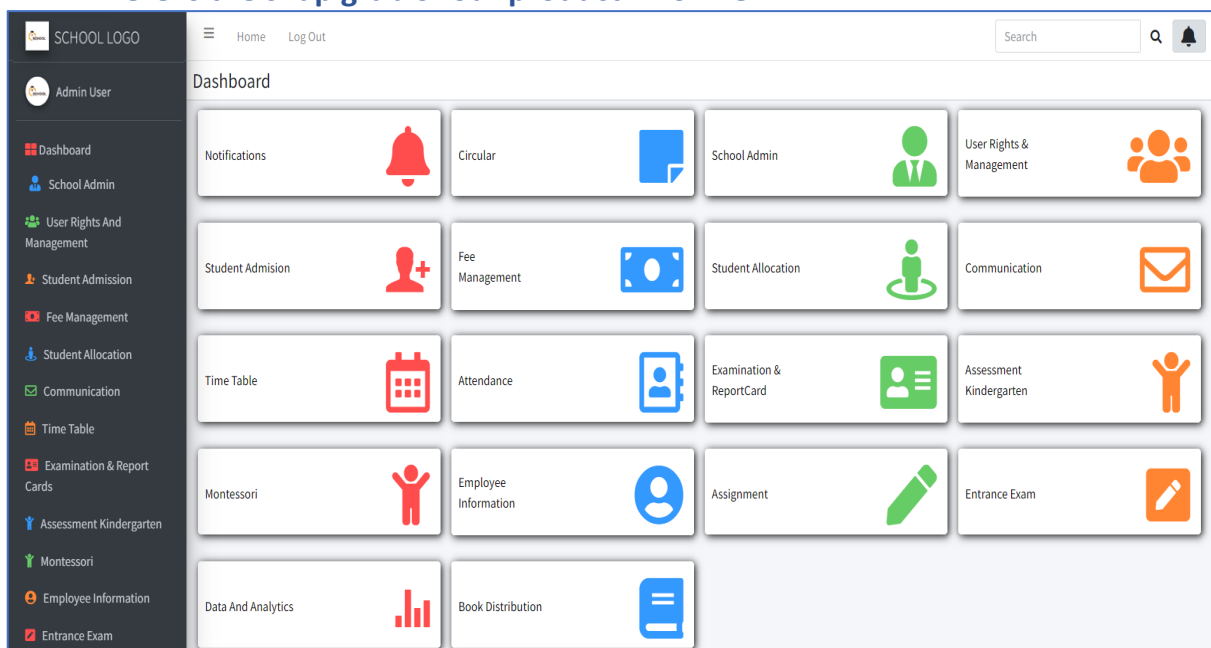 SCHOOL LOGO
Home Log Out
Search
Admin User
Dashboard
Dashboard
School Admin
User Rights And
Management
Student Admission
Fee Management
Student Allocation
Communication
Time Table
Examination & Report
Cards
Assessment Kindergarten
Montessori
Employee Information
Entrance Exam
Notifications
Circular
School Admin
User Rights &
Management
Student Admision
Fee
Management
Student Allocation
Communication
Time Table
Attendance
Examination &
ReportCard
Assessment
Kindergarten
Montessori
Employee
Information
Assignment
Entrance Exam
Data And Analytics
Book Distribution